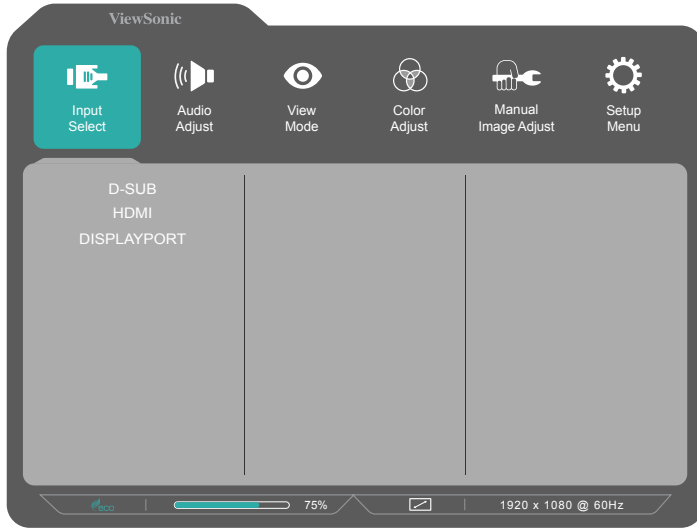 ViewSonic
Input
Select
Audio
Adjust
View
Mode
Color
Adjust
Manual
Image Adjust
Setup
Menu
D-SUB
HDMI
DISPLAYPORT
eco
75%
1920 x 1080 @ 60Hz